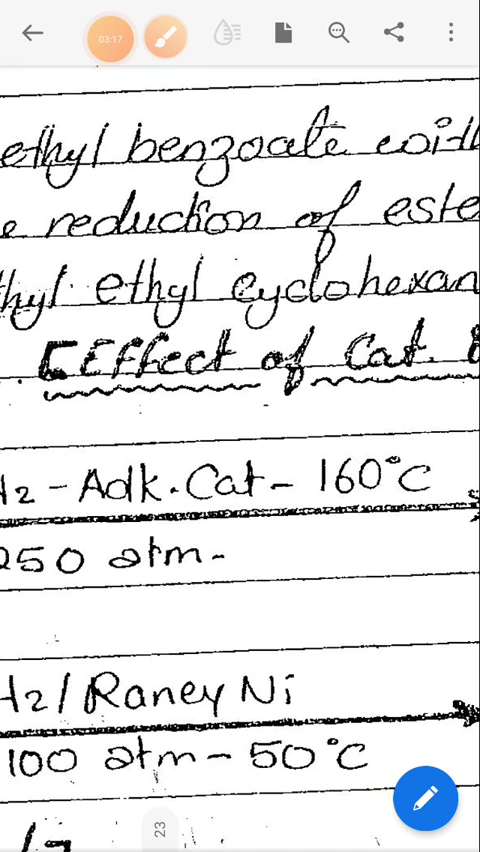 03:17
ethyl benzoate with
e reduction of este
hyl ethyl cyclohexan
Effect of Cat.
H2 - Adk. Cat - 160°C
250 atm -
H2 / Raney Ni
100 atm - 50°C
23